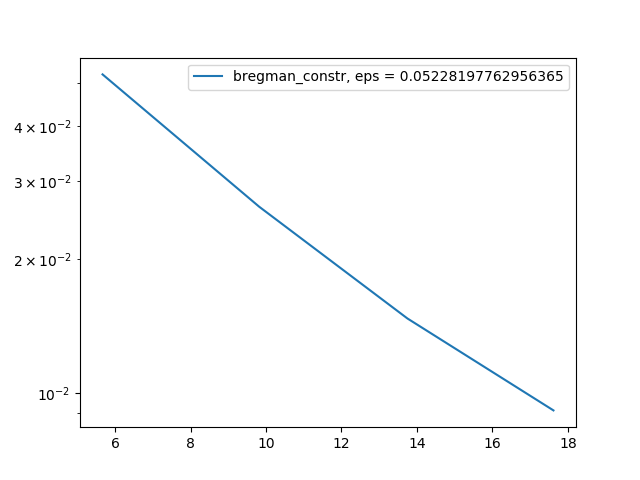 bregman_constr, eps = 0.05228197762956365
4 × 10⁻²
3 × 10⁻²
2 × 10⁻²
10⁻²
6 8 10 12 14 16 18